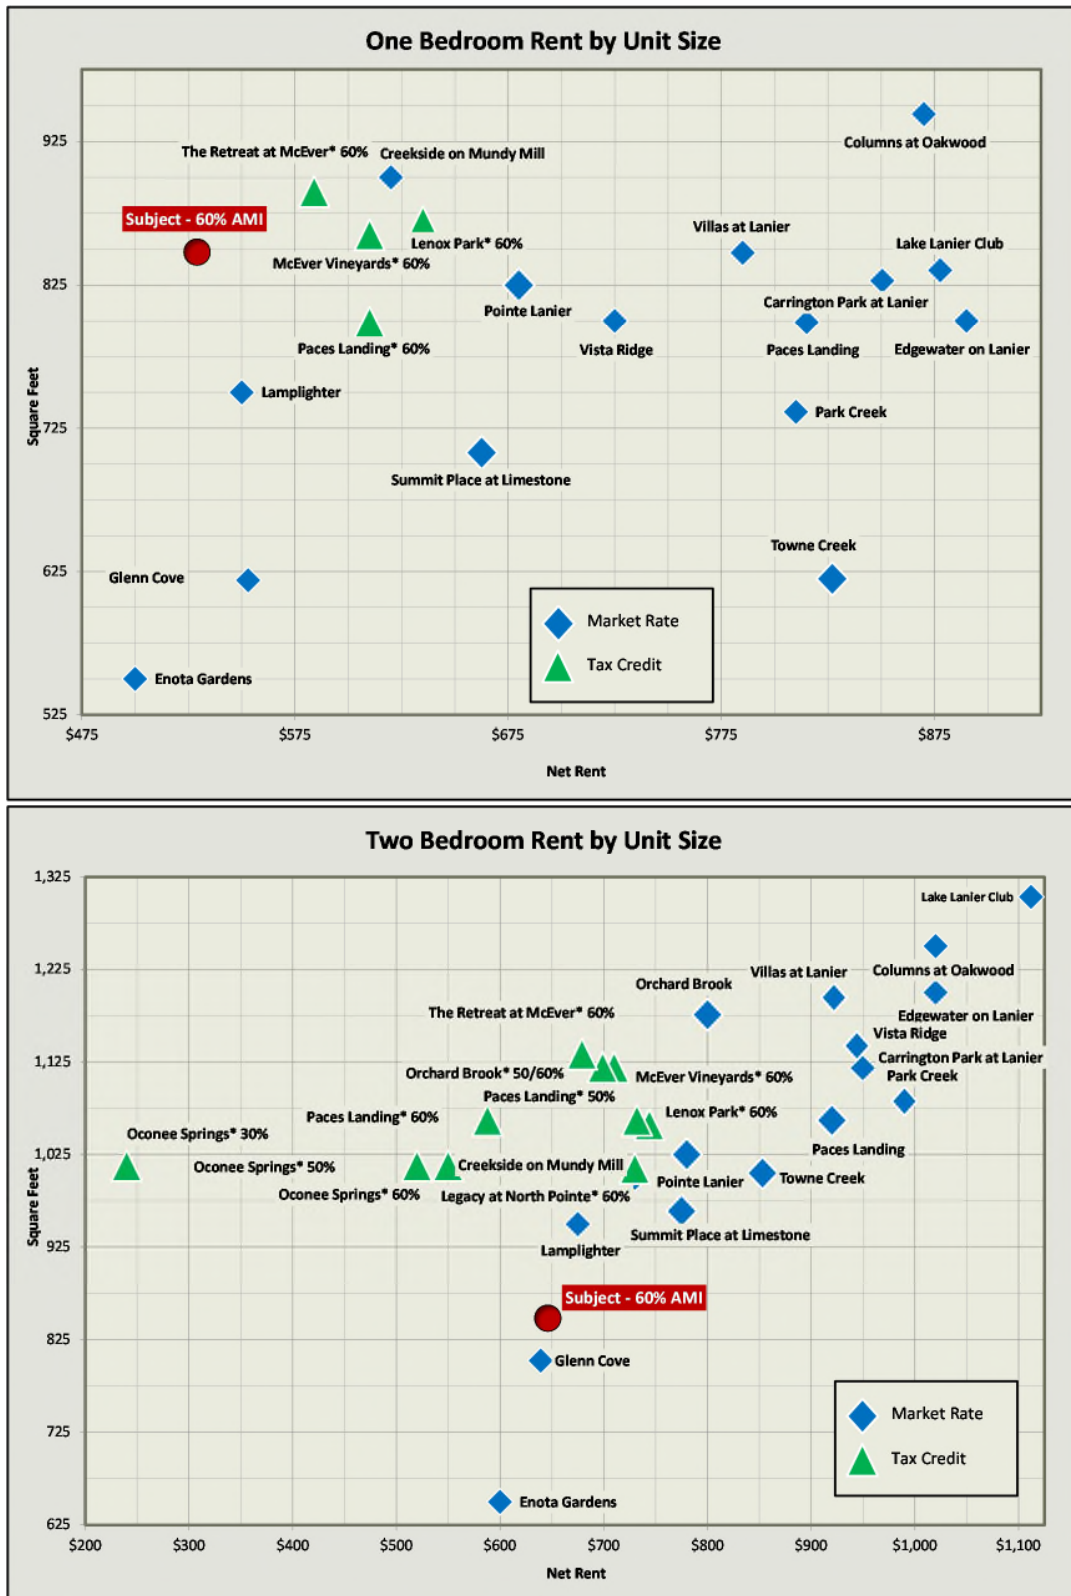 One Bedroom Rent by Unit Size
925
Columns at Oakwood
The Retreat at McEver* 60%
Creekside on Mundy Mill
Subject - 60% AMI
Villas at Lanier
Lenox Park* 60%
Lake Lanier Club
McEver Vineyards* 60%
825
Pointe Lanier
Carrington Park at Lanier
Paces Landing* 60%
Vista Ridge
Paces Landing
Edgewater on Lanier
Lamplighter
Park Creek
Square Feet
725
Summit Place at Limestone
Towne Creek
625
Glenn Cove
Market Rate
Tax Credit
Enota Gardens
525
$475
$575
$675
$775
$875
Net Rent
Two Bedroom Rent by Unit Size
1,325
Lake Lanier Club
1,225
Villas at Lanier
Columns at Oakwood
Orchard Brook
The Retreat at McEver* 60%
Edgewater on Lanier
Vista Ridge
1,125
Carrington Park at Lanier
Orchard Brook* 50/60%
McEver Vineyards* 60%
Park Creek
Paces Landing* 50%
Paces Landing* 60%
Lenox Park* 60%
Oconee Springs* 30%
Paces Landing
1,025
Oconee Springs* 50%
Creekside on Mundy Mill
Pointe Lanier
Towne Creek
Oconee Springs* 60%
Legacy at North Pointe* 60%
Square Feet
925
Lamplighter
Summit Place at Limestone
Subject - 60% AMI
825
Glenn Cove
Market Rate
725
Tax Credit
Enota Gardens
625
$200
$300
$400
$500
$600
$700
$800
$900
$1,000
$1,100
Net Rent